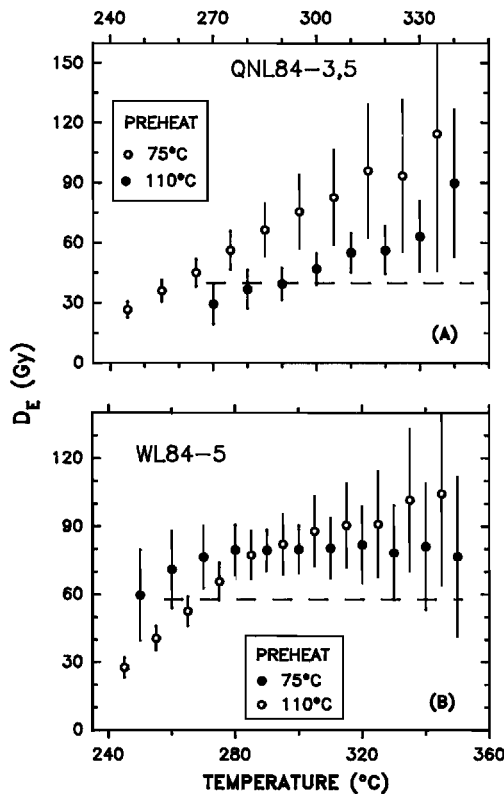 240 270 300 330
QNL84-3,5
150
120
90
60
30
0
PREHEAT
75°C
110°C
(A)
D_E (Gy)
WL84-5
120
90
60
30
0
PREHEAT
75°C
110°C
(B)
240 280 320 360
TEMPERATURE (°C)